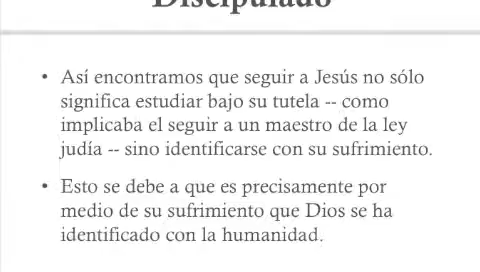 Discipulado
• Así encontramos que seguir a Jesús no sólo
significa estudiar bajo su tutela -- como
implicaba el seguir a un maestro de la ley
judía -- sino identificarse con su sufrimiento.
• Esto se debe a que es precisamente por
medio de su sufrimiento que Dios se ha
identificado con la humanidad.